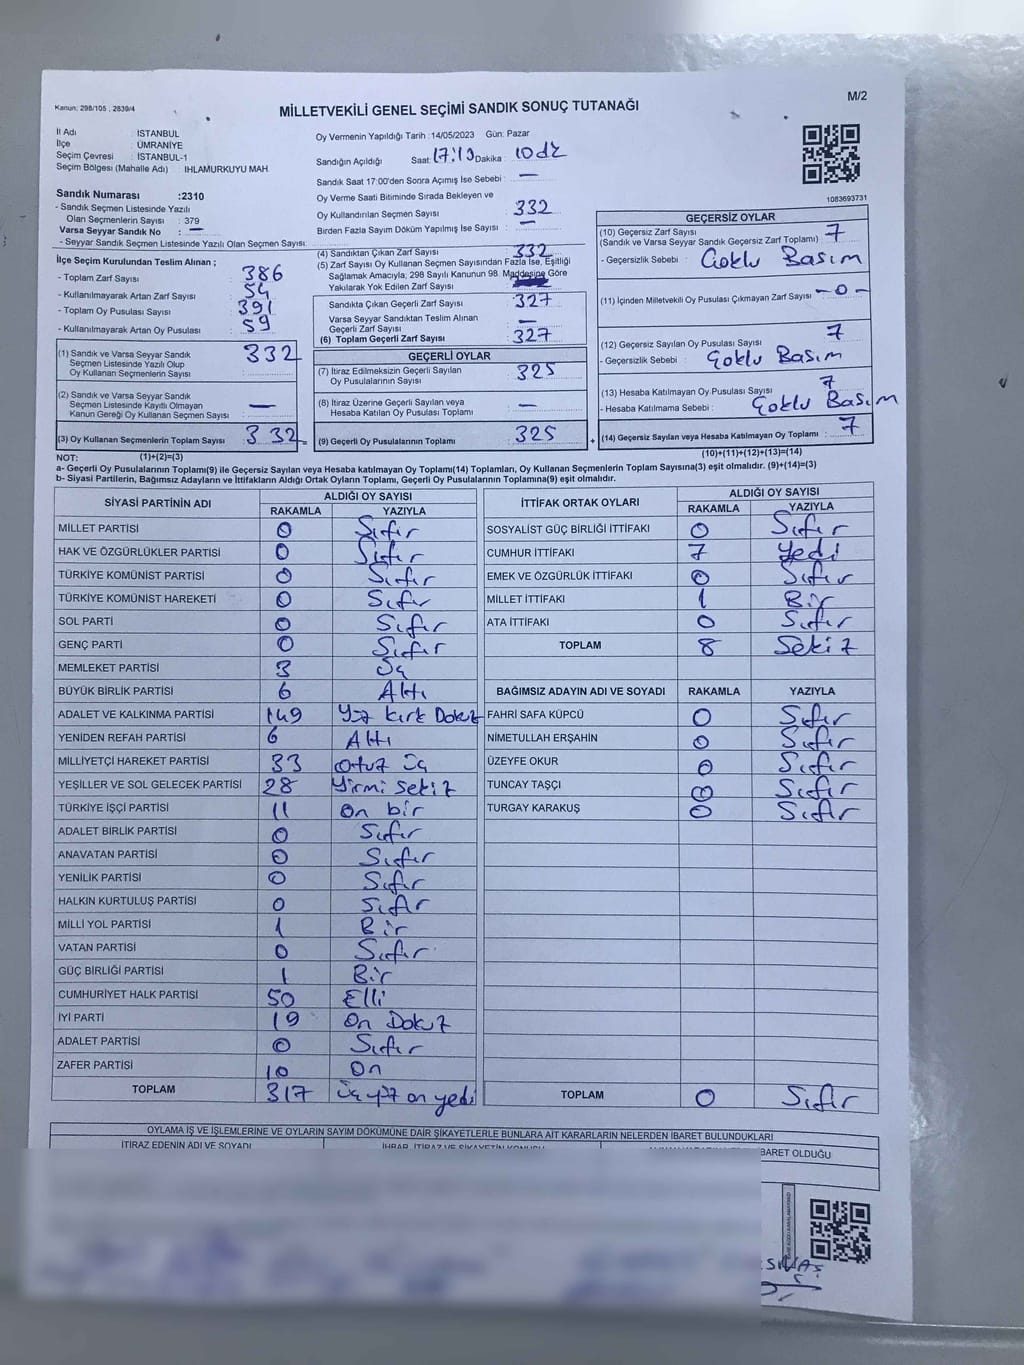 Kanun: 298/105 ; 2839/4
M/2
MİLLETVEKİLİ GENEL SEÇİMİ SANDIK SONUÇ TUTANAĞI
İl Adı : İSTANBUL
İlçe : ÜMRANİYE
Seçim Çevresi : İSTANBUL-1
Seçim Bölgesi (Mahalle Adı) : IHLAMURKUYU MAH.
Sandık Numarası :2310
- Sandık Seçmen Listesinde Yazılı
Olan Seçmenlerin Sayısı : 379
Varsa Seyyar Sandık No : —
- Seyyar Sandık Seçmen Listesinde Yazılı Olan Seçmen Sayısı:
Oy Vermenin Yapıldığı Tarih :14/05/2023 Gün: Pazar
Sandığın Açıldığı Saat: 17:10 Dakika : 10 dz
Sandık Saat 17:00'den Sonra Açımış İse Sebebi : —
Oy Verme Saati Bitiminde Sırada Bekleyen ve
Oy Kullandırılan Seçmen Sayısı : 332
Birden Fazla Sayım Döküm Yapılmış İse Sayısı : —
1083693731
İlçe Seçim Kurulundan Teslim Alınan ;
- Toplam Zarf Sayısı : 386
- Kullanılmayarak Artan Zarf Sayısı : 54
- Toplam Oy Pusulası Sayısı : 391
- Kullanılmayarak Artan Oy Pusulası : 59
(1) Sandık ve Varsa Seyyar Sandık
Seçmen Listesinde Yazılı Olup
Oy Kullanan Seçmenlerin Sayısı : 332
(2) Sandık ve Varsa Seyyar Sandık
Seçmen Listesinde Kayıtlı Olmayan
Kanun Gereği Oy Kullanan Seçmen Sayısı : —
(3) Oy Kullanan Seçmenlerin Toplam Sayısı : 332 =
(4) Sandıktan Çıkan Zarf Sayısı : 332
(5) Zarf Sayısı Oy Kullanan Seçmen Sayısından Fazla İse, Eşitliği
Sağlamak Amacıyla, 298 Sayılı Kanunun 98. Maddesine Göre
Yakılarak Yok Edilen Zarf Sayısı :
Sandıkta Çıkan Geçerli Zarf Sayısı : 327
Varsa Seyyar Sandıktan Teslim Alınan
Geçerli Zarf Sayısı : —
(6) Toplam Geçerli Zarf Sayısı : 327
GEÇERLİ OYLAR
(7) İtiraz Edilmeksizin Geçerli Sayılan
Oy Pusulalarının Sayısı : 325
(8) İtiraz Üzerine Geçerli Sayılan veya
Hesaba Katılan Oy Pusulası Toplamı : —
(9) Geçerli Oy Pusulalarının Toplamı : 325 +
GEÇERSİZ OYLAR
(10) Geçersiz Zarf Sayısı : 7
(Sandık ve Varsa Seyyar Sandık Geçersiz Zarf Toplamı)
- Geçersizlik Sebebi : Çoklu Basım
(11) İçinden Milletvekili Oy Pusulası Çıkmayan Zarf Sayısı : -0-
(12) Geçersiz Sayılan Oy Pusulası Sayısı : 7
- Geçersizlik Sebebi : Çoklu Basım
(13) Hesaba Katılmayan Oy Pusulası Sayısı : 7
- Hesaba Katılmama Sebebi : Çoklu Basım
(14) Geçersiz Sayılan veya Hesaba Katılmayan Oy Toplamı : 7
NOT: (1)+(2)=(3)
(10)+(11)+(12)+(13)=(14)
a- Geçerli Oy Pusulalarının Toplamı(9) ile Geçersiz Sayılan veya Hesaba katılmayan Oy Toplamı(14) Toplamları, Oy Kullanan Seçmenlerin Toplam Sayısına(3) eşit olmalıdır. (9)+(14)=(3)
b- Siyasi Partilerin, Bağımsız Adayların ve İttifakların Aldığı Ortak Oyların Toplamı, Geçerli Oy Pusulalarının Toplamına(9) eşit olmalıdır.
SİYASİ PARTİNİN ADI ALDIĞI OY SAYISI
RAKAMLA YAZIYLA
MİLLET PARTİSİ 0 Sıfır
HAK VE ÖZGÜRLÜKLER PARTİSİ 0 Sıfır
TÜRKİYE KOMÜNİST PARTİSİ 0 Sıfır
TÜRKİYE KOMÜNİST HAREKETİ 0 Sıfır
SOL PARTİ 0 Sıfır
GENÇ PARTİ 0 Sıfır
MEMLEKET PARTİSİ 3 Üç
BÜYÜK BİRLİK PARTİSİ 6 Altı
ADALET VE KALKINMA PARTİSİ 149 Yüz kırk Dokuz
YENİDEN REFAH PARTİSİ 6 Altı
MİLLİYETÇİ HAREKET PARTİSİ 33 Otuz üç
YEŞİLLER VE SOL GELECEK PARTİSİ 28 Yirmi sekiz
TÜRKİYE İŞÇİ PARTİSİ 11 On bir
ADALET BİRLİK PARTİSİ 0 Sıfır
ANAVATAN PARTİSİ 0 Sıfır
YENİLİK PARTİSİ 0 Sıfır
HALKIN KURTULUŞ PARTİSİ 0 Sıfır
MİLLİ YOL PARTİSİ 1 Bir
VATAN PARTİSİ 0 Sıfır
GÜÇ BİRLİĞİ PARTİSİ 1 Bir
CUMHURİYET HALK PARTİSİ 50 Elli
İYİ PARTİ 19 On Dokuz
ADALET PARTİSİ 0 Sıfır
ZAFER PARTİSİ 10 On
TOPLAM 317 üç yüz on yedi
İTTİFAK ORTAK OYLARI ALDIĞI OY SAYISI
RAKAMLA YAZIYLA
SOSYALİST GÜÇ BİRLİĞİ İTTİFAKI 0 Sıfır
CUMHUR İTTİFAKI 7 Yedi
EMEK VE ÖZGÜRLÜK İTTİFAKI 0 Sıfır
MİLLET İTTİFAKI 1 Bir
ATA İTTİFAKI 0 Sıfır
TOPLAM 8 Sekiz
BAĞIMSIZ ADAYIN ADI VE SOYADI RAKAMLA YAZIYLA
FAHRİ SAFA KÜPCÜ 0 Sıfır
NİMETULLAH ERŞAHİN 0 Sıfır
ÜZEYFE OKUR 0 Sıfır
TUNCAY TAŞÇI 0 Sıfır
TURGAY KARAKUŞ 0 Sıfır
TOPLAM 0 Sıfır
OYLAMA İŞ VE İŞLEMLERİNE VE OYLARIN SAYIM DÖKÜMÜNE DAİR ŞİKAYETLERLE BUNLARA AİT KARARLARIN NELERDEN İBARET BULUNDUKLARI
İTİRAZ EDENİN ADI VE SOYADI
BARET OLDUĞU